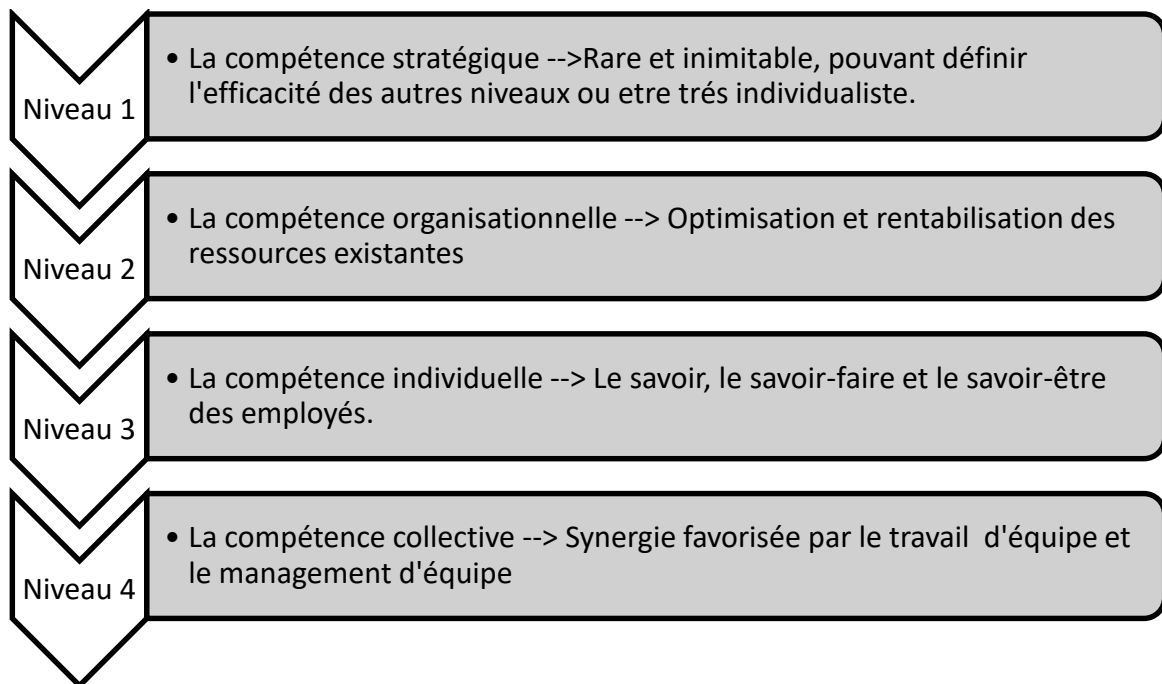 Niveau 1
• La compétence stratégique -->Rare et inimitable, pouvant définir
l'efficacité des autres niveaux ou etre trés individualiste.
Niveau 2
• La compétence organisationnelle --> Optimisation et rentabilisation des
ressources existantes
Niveau 3
• La compétence individuelle --> Le savoir, le savoir-faire et le savoir-être
des employés.
Niveau 4
• La compétence collective --> Synergie favorisée par le travail  d'équipe et
le management d'équipe